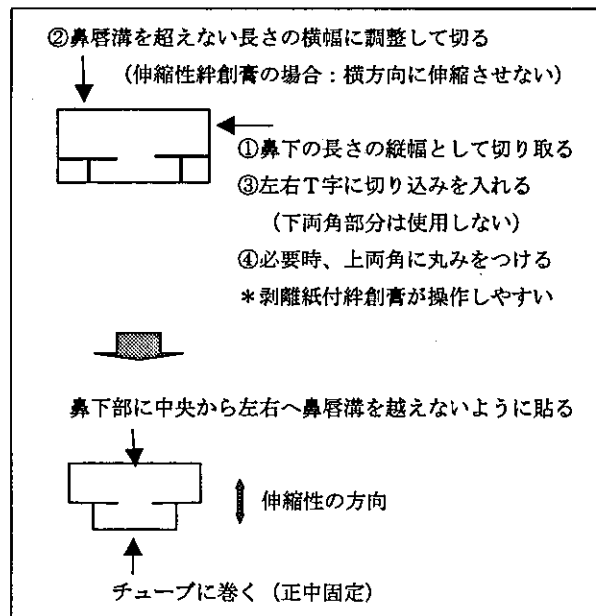 ②鼻唇溝を超えない長さの横幅に調整して切る
(伸縮性絆創膏の場合：横方向に伸縮させない)
①鼻下の長さの縦幅として切り取る
③左右T字に切り込みを入れる
(下両角部分は使用しない)
④必要時、上両角に丸みをつける
＊剥離紙付絆創膏が操作しやすい
鼻下部に中央から左右へ鼻唇溝を越えないように貼る
伸縮性の方向
チューブに巻く (正中固定)